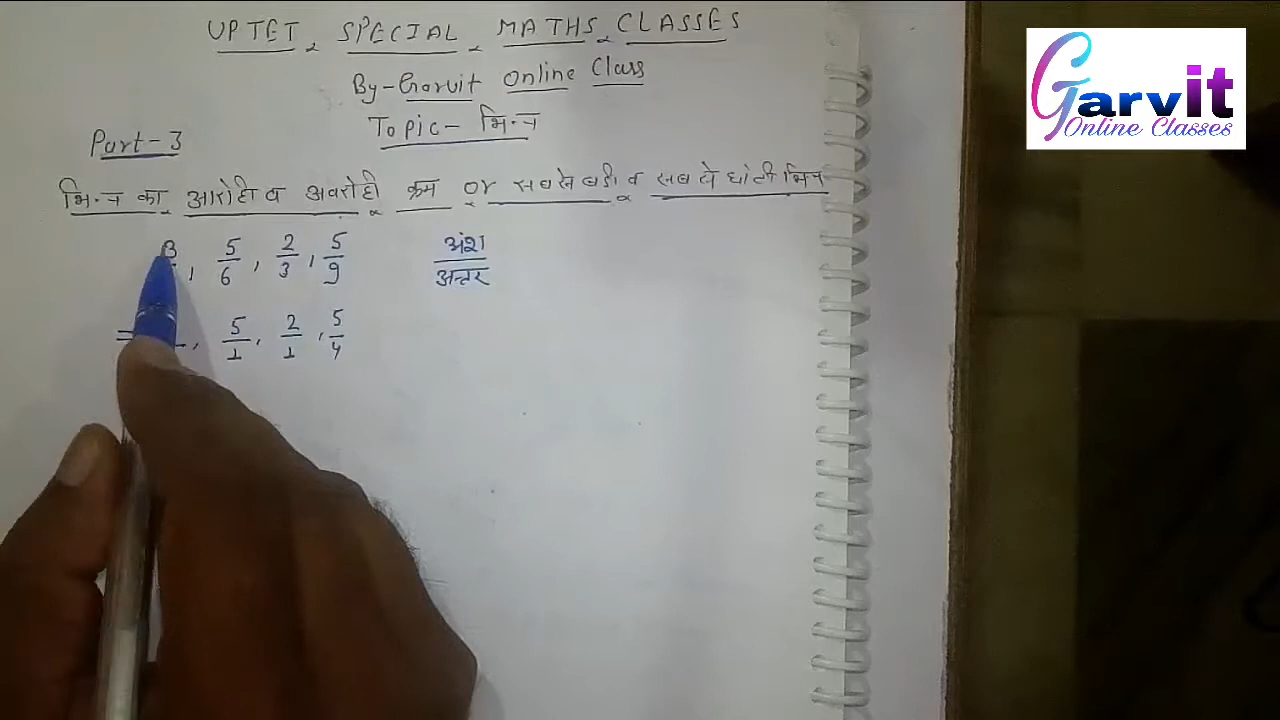 UPTET, SPECIAL, MATHS, CLASSES
By-Garvit Online Class
Topic- भिन्न
Part-3
भिन्न का आरोही व अवरोही क्रम or सबसे बड़ी व सबसे छोटी भिन्न
3, 5/6, 2/3, 5/9 अंश/अन्तर
= , 5/1, 2/1, 5/4
Garvit
Online Classes